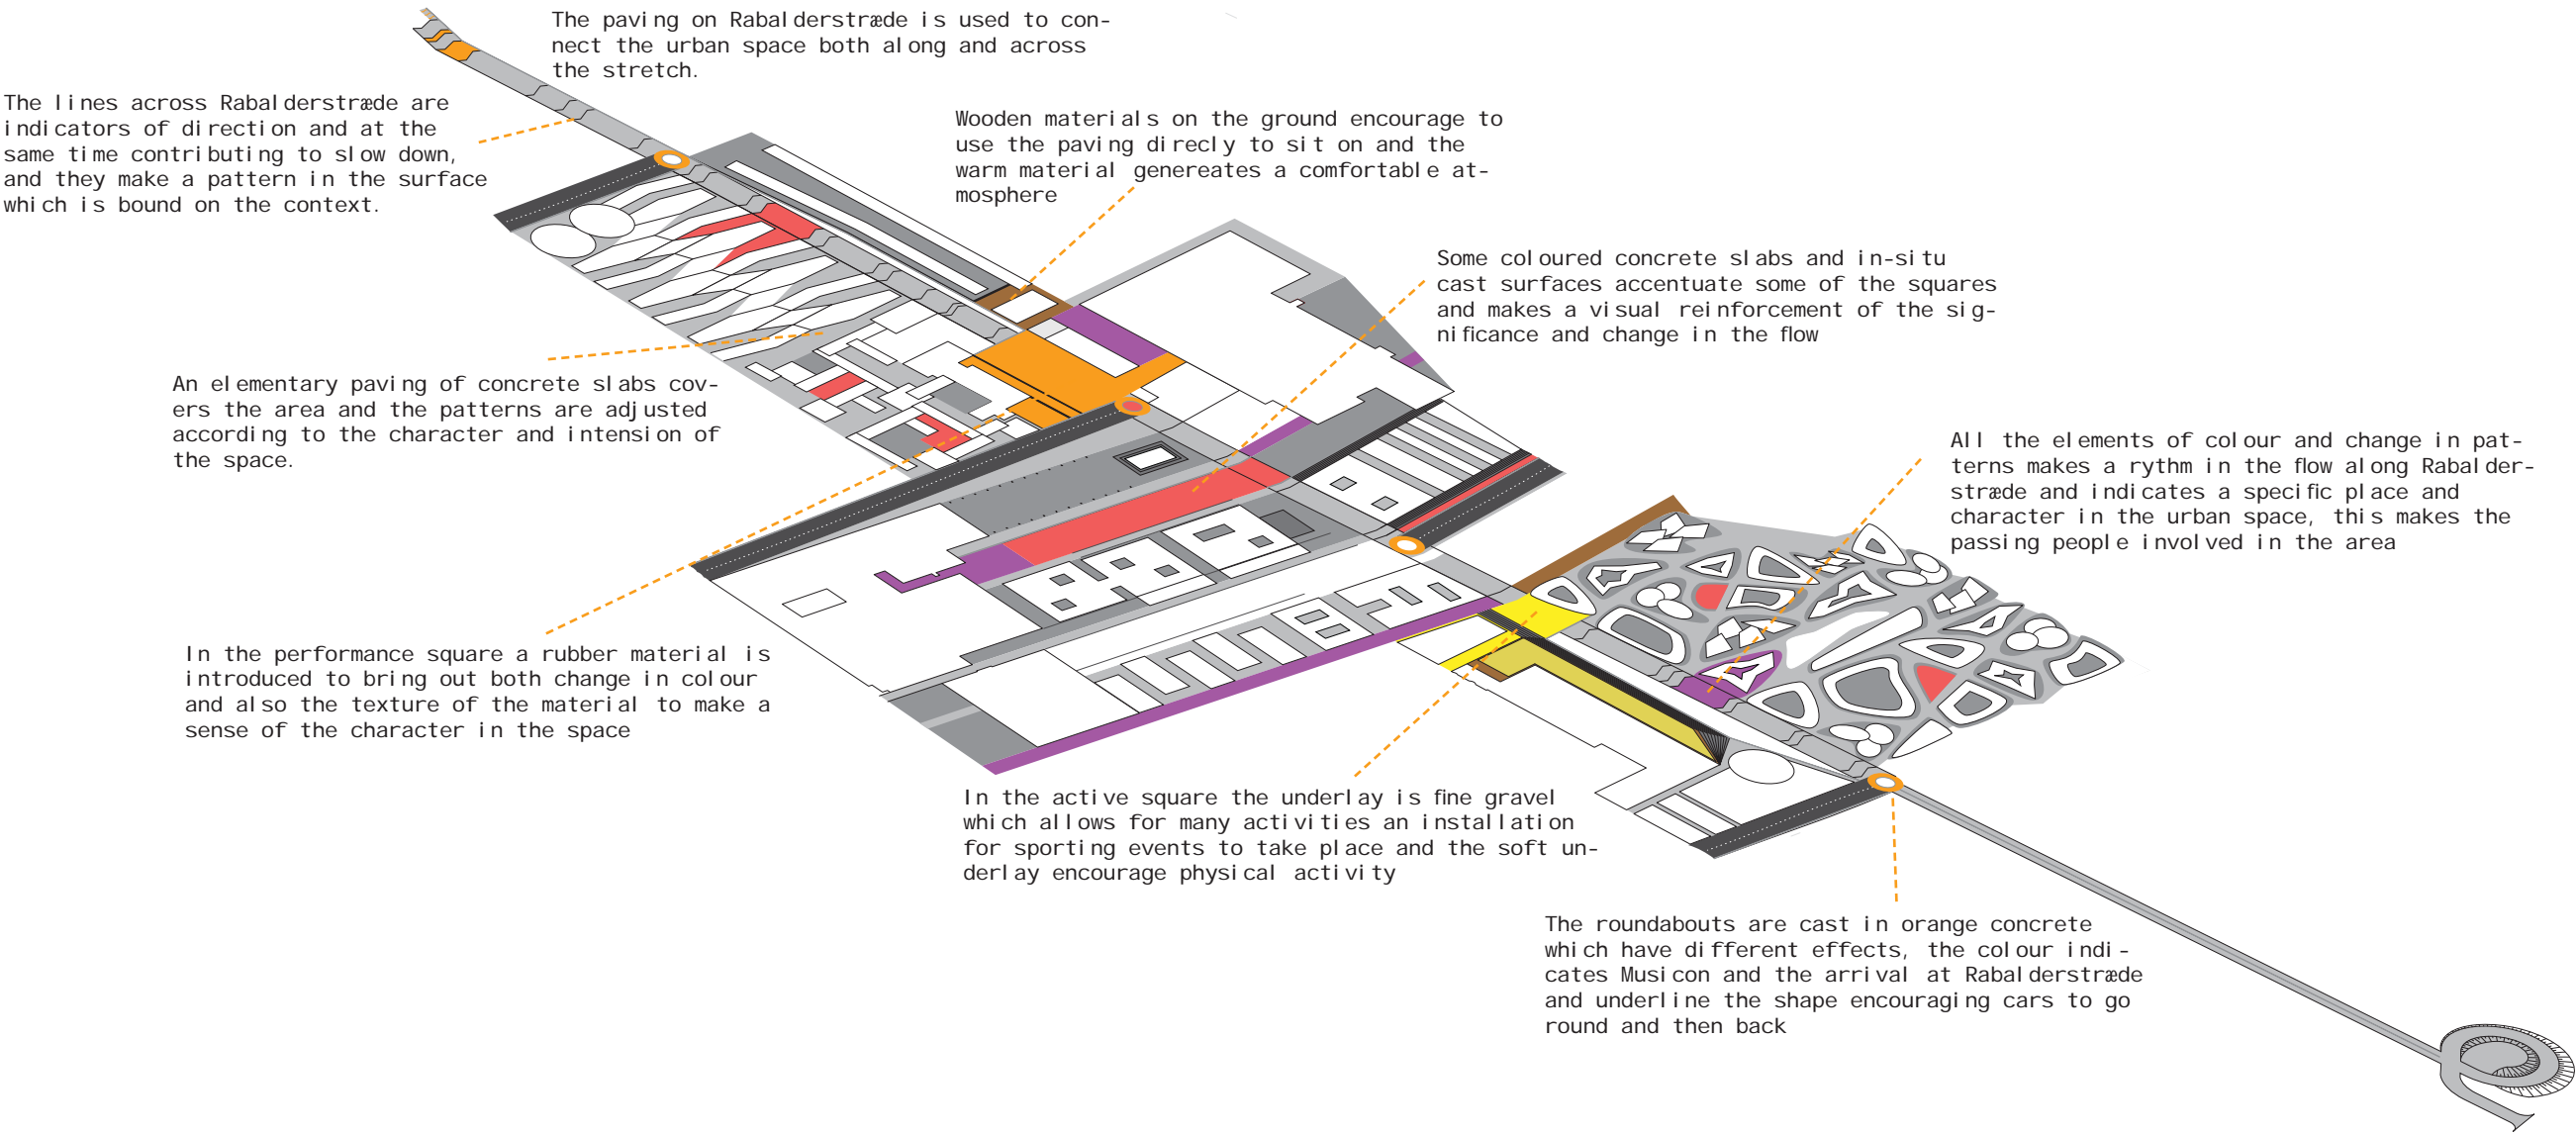 The paving on Rabalderstræde is used to con-
nect the urban space both along and across
the stretch.
The lines across Rabalderstræde are
indicators of direction and at the
same time contributing to slow down,
and they make a pattern in the surface
which is bound on the context.
Wooden materials on the ground encourage to
use the paving direcly to sit on and the
warm material genereates a comfortable at-
mosphere
Some coloured concrete slabs and in-situ
cast surfaces accentuate some of the squares
and makes a visual reinforcement of the sig-
nificance and change in the flow
An elementary paving of concrete slabs cov-
ers the area and the patterns are adjusted
according to the character and intension of
the space.
All the elements of colour and change in pat-
terns makes a rythm in the flow along Rabalder-
stræde and indicates a specific place and
character in the urban space, this makes the
passing people involved in the area
In the performance square a rubber material is
introduced to bring out both change in colour
and also the texture of the material to make a
sense of the character in the space
In the active square the underlay is fine gravel
which allows for many activities an installation
for sporting events to take place and the soft un-
derlay encourage physical activity
The roundabouts are cast in orange concrete
which have different effects, the colour indi-
cates Musicon and the arrival at Rabalderstræde
and underline the shape encouraging cars to go
round and then back